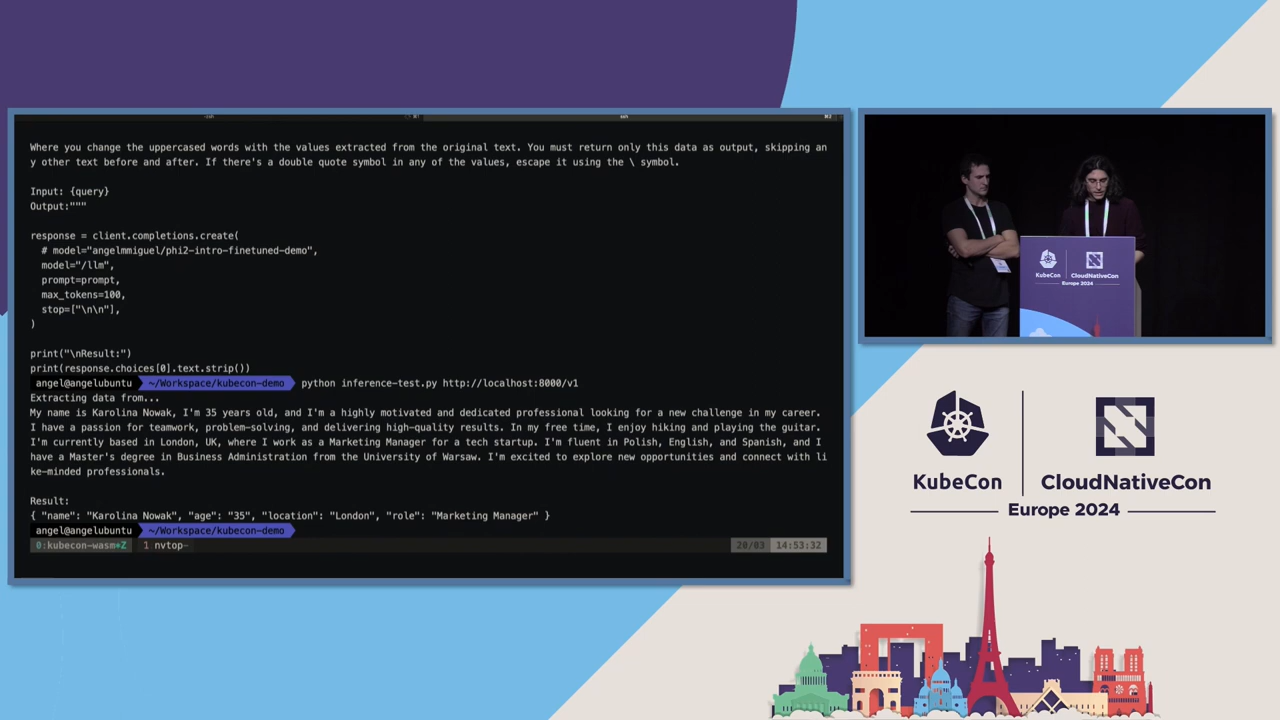 Where you change the uppercased words with the values extracted from the original text. You must return only this data as output, skipping an
y other text before and after. If there's a double quote symbol in any of the values, escape it using the \ symbol.
Input: {query}
Output:"""
response = client.completions.create(
# model="angelmmiguel/phi2-intro-finetuned-demo",
model="/llm",
prompt=prompt,
max_tokens=100,
stop=["\n\n"],
)
print("\nResult:")
print(response.choices[0].text.strip())
angel@angelubuntu ~/Workspace/kubecon-demo python inference-test.py http://localhost:8000/v1
Extracting data from...
My name is Karolina Nowak, I'm 35 years old, and I'm a highly motivated and dedicated professional looking for a new challenge in my career.
I have a passion for teamwork, problem-solving, and delivering high-quality results. In my free time, I enjoy hiking and playing the guitar.
I'm currently based in London, UK, where I work as a Marketing Manager for a tech startup. I'm fluent in Polish, English, and Spanish, and I
have a Master's degree in Business Administration from the University of Warsaw. I'm excited to explore new opportunities and connect with li
ke-minded professionals.
Result:
{ "name": "Karolina Nowak", "age": "35", "location": "London", "role": "Marketing Manager" }
angel@angelubuntu ~/Workspace/kubecon-demo
0:kubecon-wasm*Z 1 nvtop- 20/03 14:53:32
KubeCon CloudNativeCon
Europe 2024
KubeCon CloudNativeCon
Europe 2024